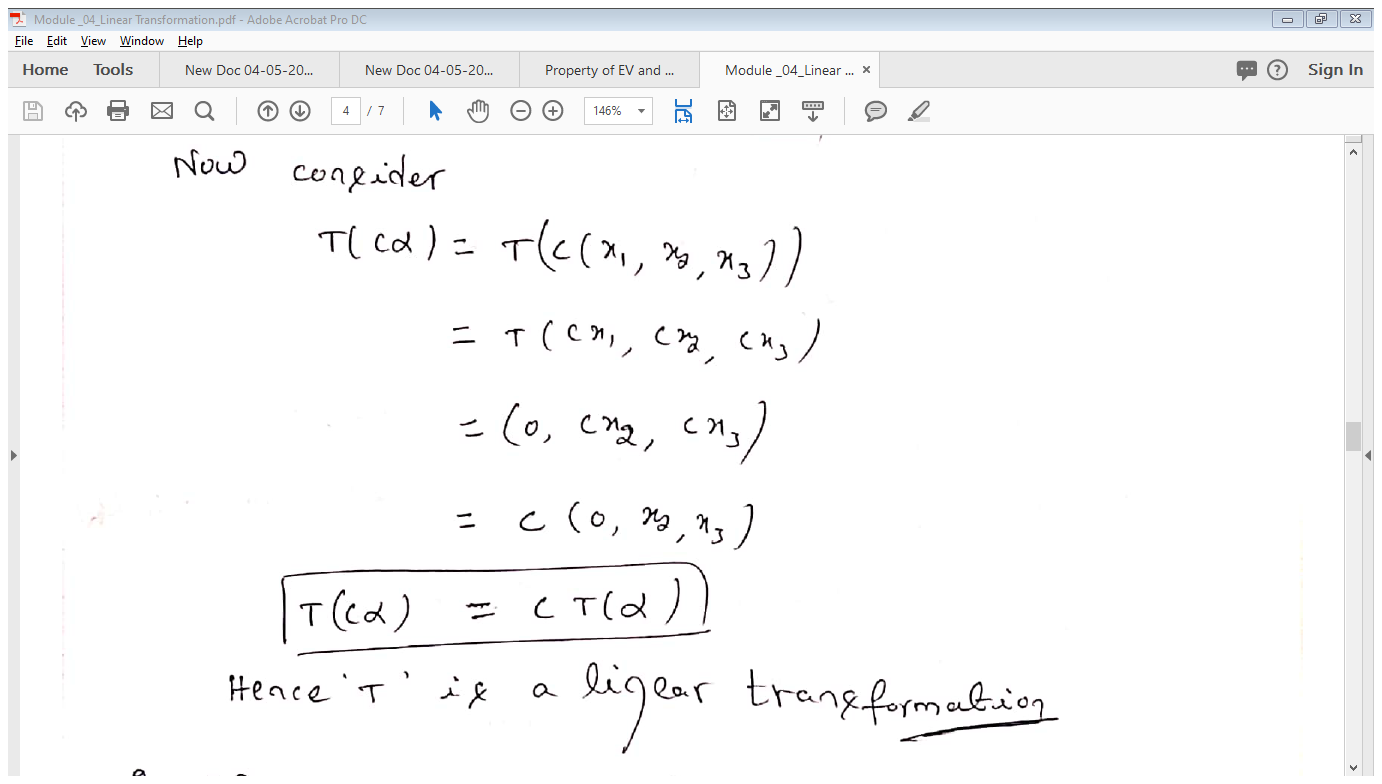 Module _04_Linear Transformation.pdf - Adobe Acrobat Pro DC
File Edit View Window Help
Home Tools New Doc 04-05-20... New Doc 04-05-20... Property of EV and ... Module _04_Linear ... × Sign In
4 / 7 146%
Now consider
T(cα) = T(c(x₁, x₂, x₃))
= T(cx₁, cx₂, cx₃)
= (0, cx₂, cx₃)
= c(0, x₂, x₃)
T(cα) = c T(α)
Hence 'T' is a linear transformation